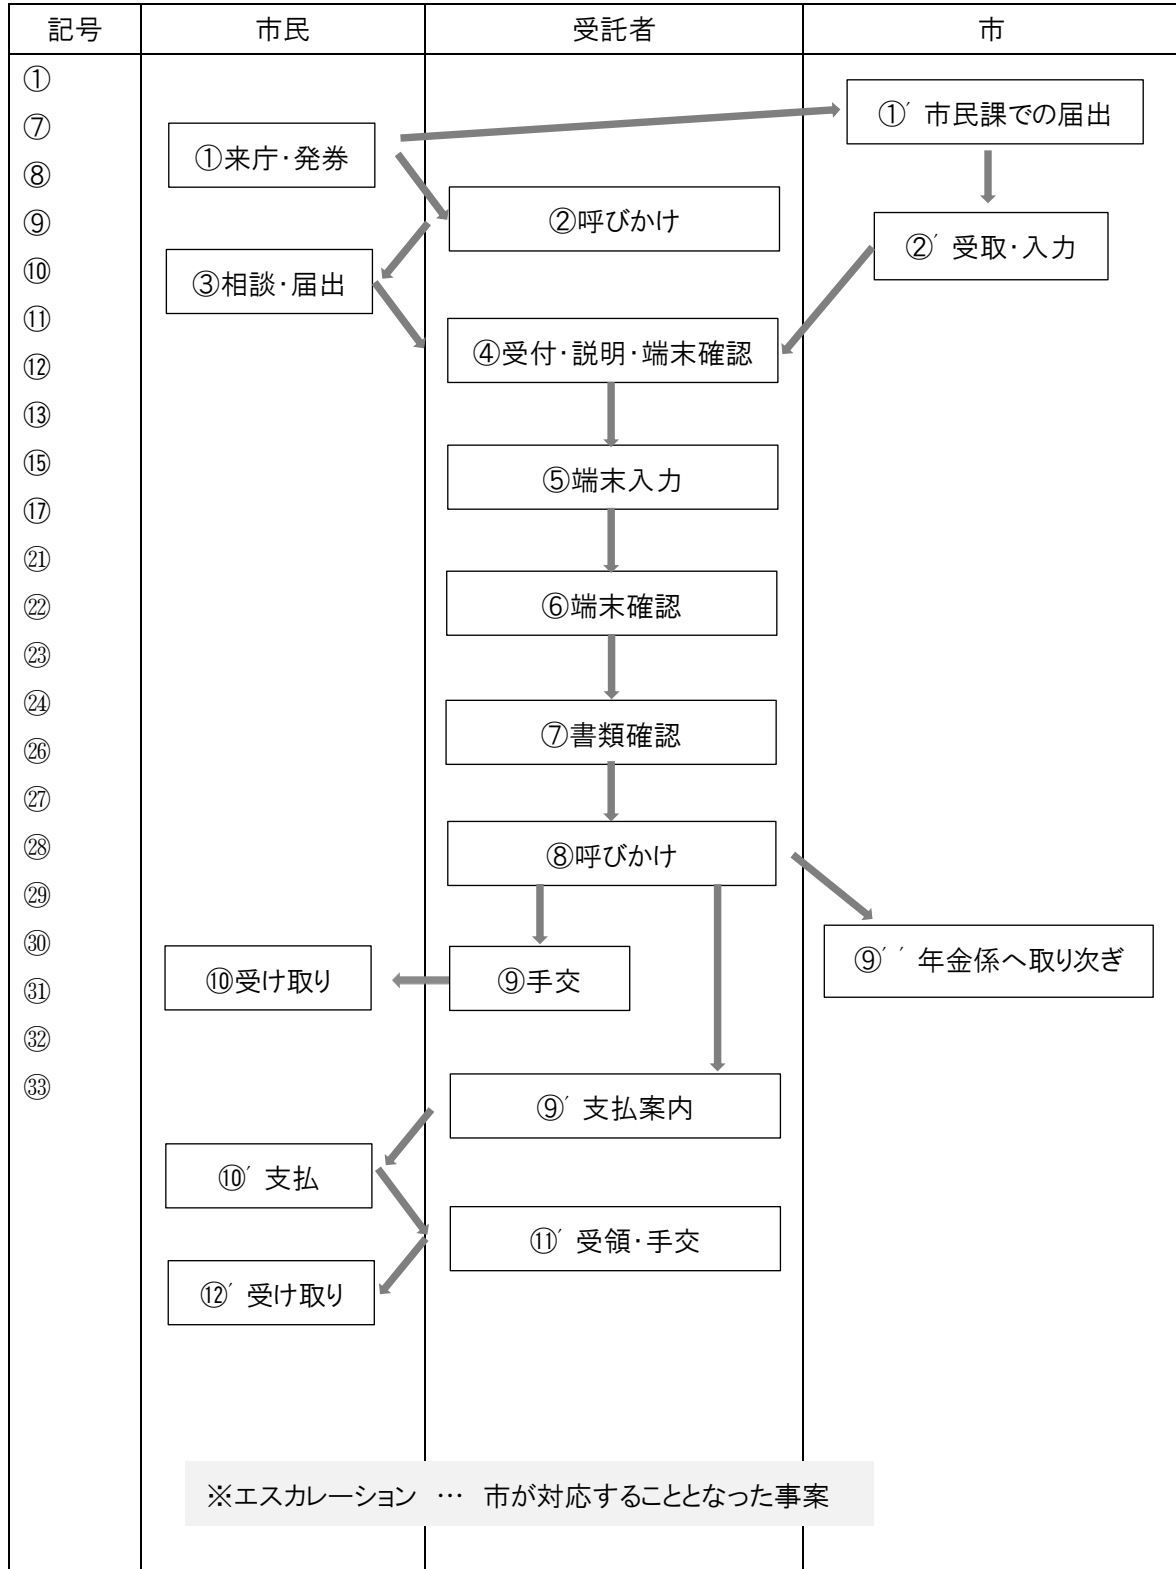 記号 市民 受託者 市
①
⑦
⑧
⑨
⑩
⑪
⑫
⑬
⑮
⑰
㉑
㉒
㉓
㉔
㉖
㉗
㉘
㉙
㉚
㉛
㉜
㉝
①′ 市民課での届出
①来庁・発券
②呼びかけ
②′ 受取・入力
③相談・届出
④受付・説明・端末確認
⑤端末入力
⑥端末確認
⑦書類確認
⑧呼びかけ
⑨′′ 年金係へ取り次ぎ
⑩受け取り
⑨手交
⑨′ 支払案内
⑩′ 支払
⑪′ 受領・手交
⑫′ 受け取り
※エスカレーション … 市が対応することとなった事案